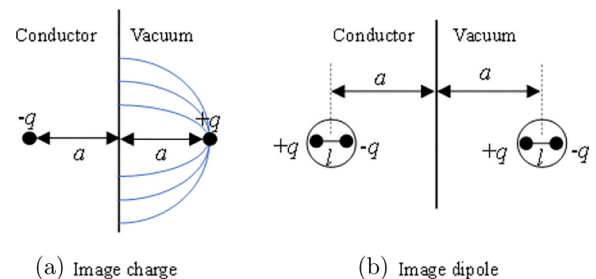 Conductor Vacuum
-q +q
a a
(a) Image charge
Conductor Vacuum
a a
+q l -q +q l -q
(b) Image dipole